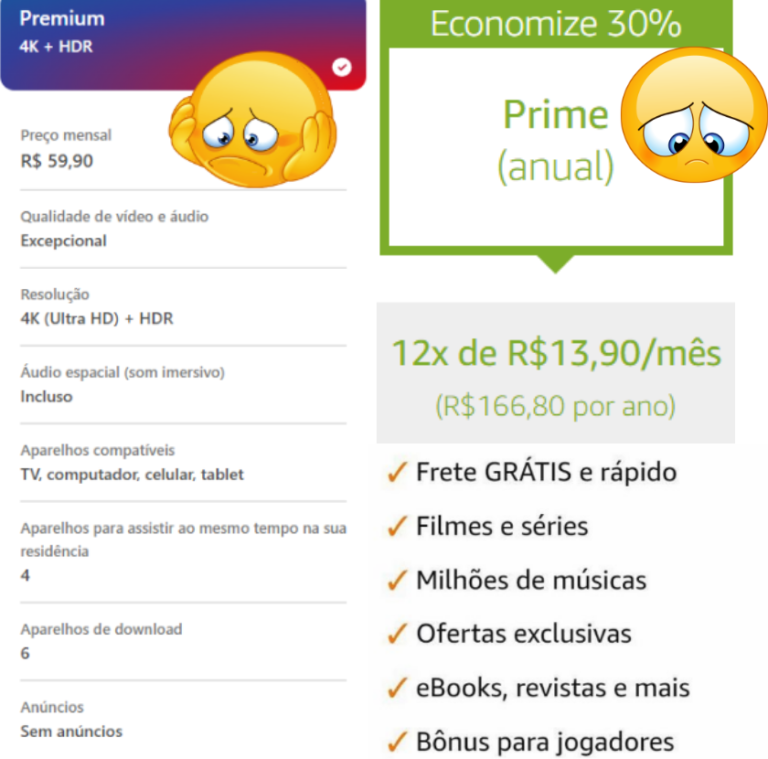 Premium
4K + HDR
Preço mensal
R$ 59,90
Qualidade de vídeo e áudio
Excepcional
Resolução
4K (Ultra HD) + HDR
Áudio espacial (som imersivo)
Incluso
Aparelhos compatíveis
TV, computador, celular, tablet
Aparelhos para assistir ao mesmo tempo na sua
residência
4
Aparelhos de download
6
Anúncios
Sem anúncios
Economize 30%
Prime
(anual)
12x de R$13,90/mês
(R$166,80 por ano)
✓ Frete GRÁTIS e rápido
✓ Filmes e séries
✓ Milhões de músicas
✓ Ofertas exclusivas
✓ eBooks, revistas e mais
✓ Bônus para jogadores